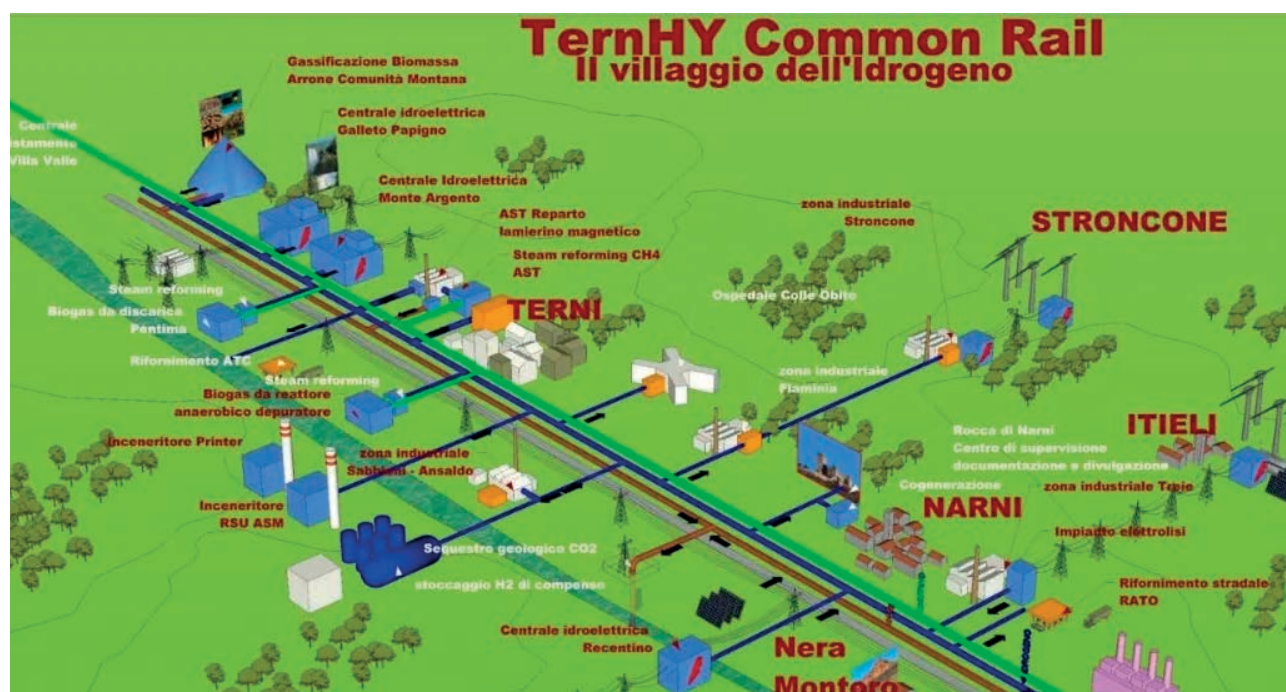 TernHY Common Rail
Il villaggio dell'Idrogeno
Gassificazione Biomassa
Arrone Comunità Montana
Centrale
Villa Valle
Centrale idroelettrica
Galleto Papigno
Centrale Idroelettrica
Monte Argento
AST Reparto
lamierino magnetico
Steam reforming CH4
AST
zona industriale
Stroncone
STRONCONE
Ospedale Colle Obito
TERNI
Steam reforming
Biogas da discarica
Pentima
Rifornimento ATC
Steam reforming
Biogas da reattore
anaerobico depuratore
zona industriale
Flaminia
Inceneritore Printer
zona industriale
Sabbioni - Ansaldo
Inceneritore
RSU ASM
Rocca di Narni
Centro di supervisione
documentazione e divulgazione
Cogenerazione
ITIELI
zona industriale Treie
NARNI
Impianto elettrolisi
Sequestro geologico CO2
stoccaggio H2 di compenso
Rifornimento stradale
RATO
Centrale idroelettrica
Recentino
Nera
Montoro